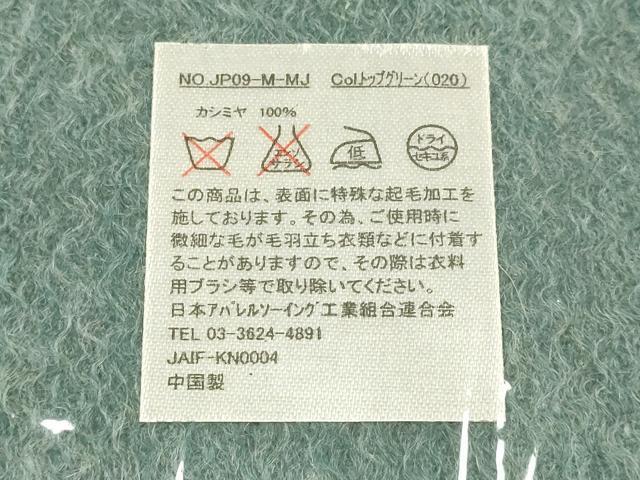 NO.JP09-M-MJ Col.トップグリーン(020)
カシミヤ 100%
エンソ サラシ 低 ドライ セキユ系
この商品は、表面に特殊な起毛加工を
施しております。その為、ご使用時に
微細な毛が毛羽立ち衣類などに付着す
ることがありますので、その際は衣料
用ブラシ等で取り除いてください。
日本アパレルソーイング工業組合連合会
TEL 03-3624-4891
JAIF-KN0004
中国製